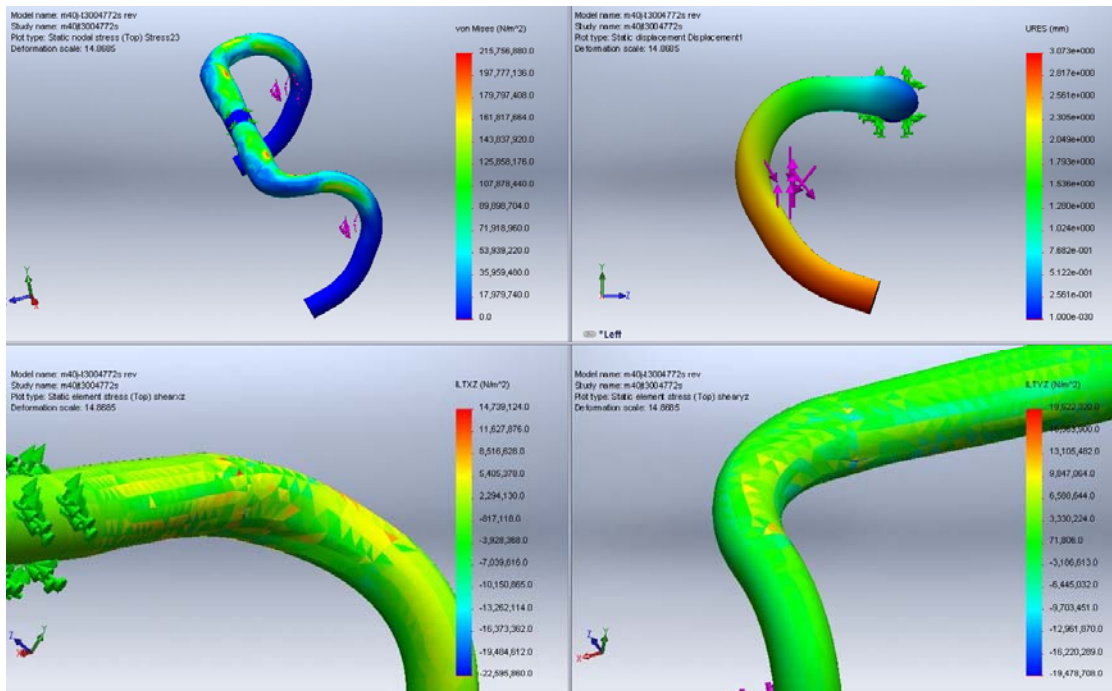 Model name: m40j-t3004772s rev
Study name: m40jt3004772s
Plot type: Static nodal stress (Top) Stress23
Deformation scale: 14.8685
von Mises (N/m^2)
215,756,880.0
197,777,136.0
179,797,408.0
161,817,664.0
143,837,920.0
125,858,176.0
107,878,440.0
89,898,704.0
71,918,960.0
53,939,220.0
35,959,480.0
17,979,740.0
0.0
Y
X
Model name: m40j-t3004772s rev
Study name: m40jt3004772s
Plot type: Static displacement Displacement1
Deformation scale: 14.8685
URES (mm)
3.073e+000
2.817e+000
2.561e+000
2.305e+000
2.049e+000
1.793e+000
1.536e+000
1.280e+000
1.024e+000
7.682e-001
5.122e-001
2.561e-001
1.000e-030
Y
Z
*Left
Model name: m40j-t3004772s rev
Study name: m40jt3004772s
Plot type: Static element stress (Top) shearxz
Deformation scale: 14.8685
ILTXZ (N/m^2)
14,739,124.0
11,627,876.0
8,516,628.0
5,405,378.0
2,294,130.0
-817,118.0
-3,928,368.0
-7,039,616.0
-10,150,865.0
-13,262,114.0
-16,373,362.0
-19,484,612.0
-22,595,860.0
Z
Y
X
Model name: m40j-t3004772s rev
Study name: m40jt3004772s
Plot type: Static element stress (Top) shearyz
Deformation scale: 14.8685
ILTYZ (N/m^2)
13,105,482.0
9,847,064.0
3,330,224.0
71,806.0
-3,186,613.0
-6,445,032.0
-9,703,451.0
-12,961,870.0
-16,220,289.0
-19,478,708.0
Z
Y
X